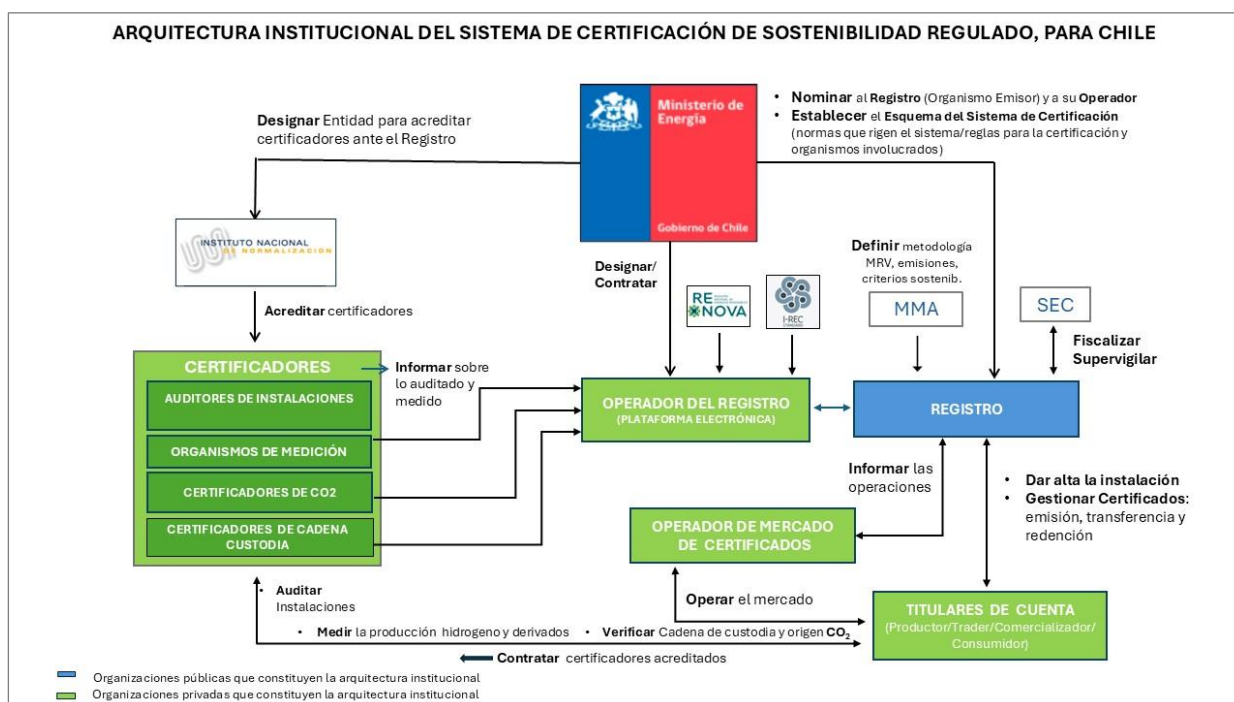 ARQUITECTURA INSTITUCIONAL DEL SISTEMA DE CERTIFICACIÓN DE SOSTENIBILIDAD REGULADO, PARA CHILE
Designar Entidad para acreditar
certificadores ante el Registro
Ministerio de
Energía
Gobierno de Chile
• Nominar al Registro (Organismo Emisor) y a su Operador
• Establecer el Esquema del Sistema de Certificación
(normas que rigen el sistema/reglas para la certificación y
organismos involucrados)
INSTITUTO NACIONAL
DE NORMALIZACION
Acreditar certificadores
Designar/
Contratar
RE
NOVA
I-REC
STANDARD
Definir metodología
MRV, emisiones,
criterios sostenib.
MMA
SEC
Fiscalizar
Supervigilar
CERTIFICADORES
AUDITORES DE INSTALACIONES
ORGANISMOS DE MEDICIÓN
CERTIFICADORES DE CO2
CERTIFICADORES DE CADENA
CUSTODIA
Informar sobre
lo auditado y
medido
OPERADOR DEL REGISTRO
(PLATAFORMA ELECTRÓNICA)
REGISTRO
Informar las
operaciones
• Dar alta la instalación
• Gestionar Certificados:
emisión, transferencia y
redención
OPERADOR DE MERCADO
DE CERTIFICADOS
Operar el mercado
TITULARES DE CUENTA
(Productor/Trader/Comercializador/
Consumidor)
• Auditar
Instalaciones
• Medir la producción hidrogeno y derivados • Verificar Cadena de custodia y origen CO₂
Contratar certificadores acreditados
Organizaciones públicas que constituyen la arquitectura institucional
Organizaciones privadas que constituyen la arquitectura institucional